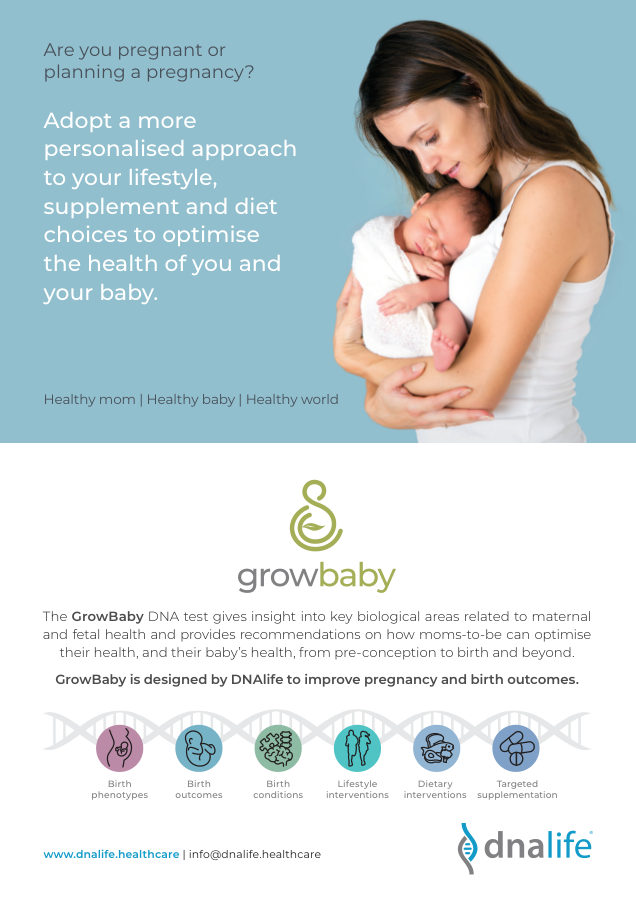 Are you pregnant or
planning a pregnancy?
Adopt a more
personalised approach
to your lifestyle,
supplement and diet
choices to optimise
the health of you and
your baby.
Healthy mom | Healthy baby | Healthy world
growbaby
The GrowBaby DNA test gives insight into key biological areas related to maternal
and fetal health and provides recommendations on how moms-to-be can optimise
their health, and their baby's health, from pre-conception to birth and beyond.
GrowBaby is designed by DNAlife to improve pregnancy and birth outcomes.
Birth
phenotypes
Birth
outcomes
Birth
conditions
Lifestyle
interventions
Dietary
interventions
Targeted
supplementation
www.dnalife.healthcare | info@dnalife.healthcare
dnalife®